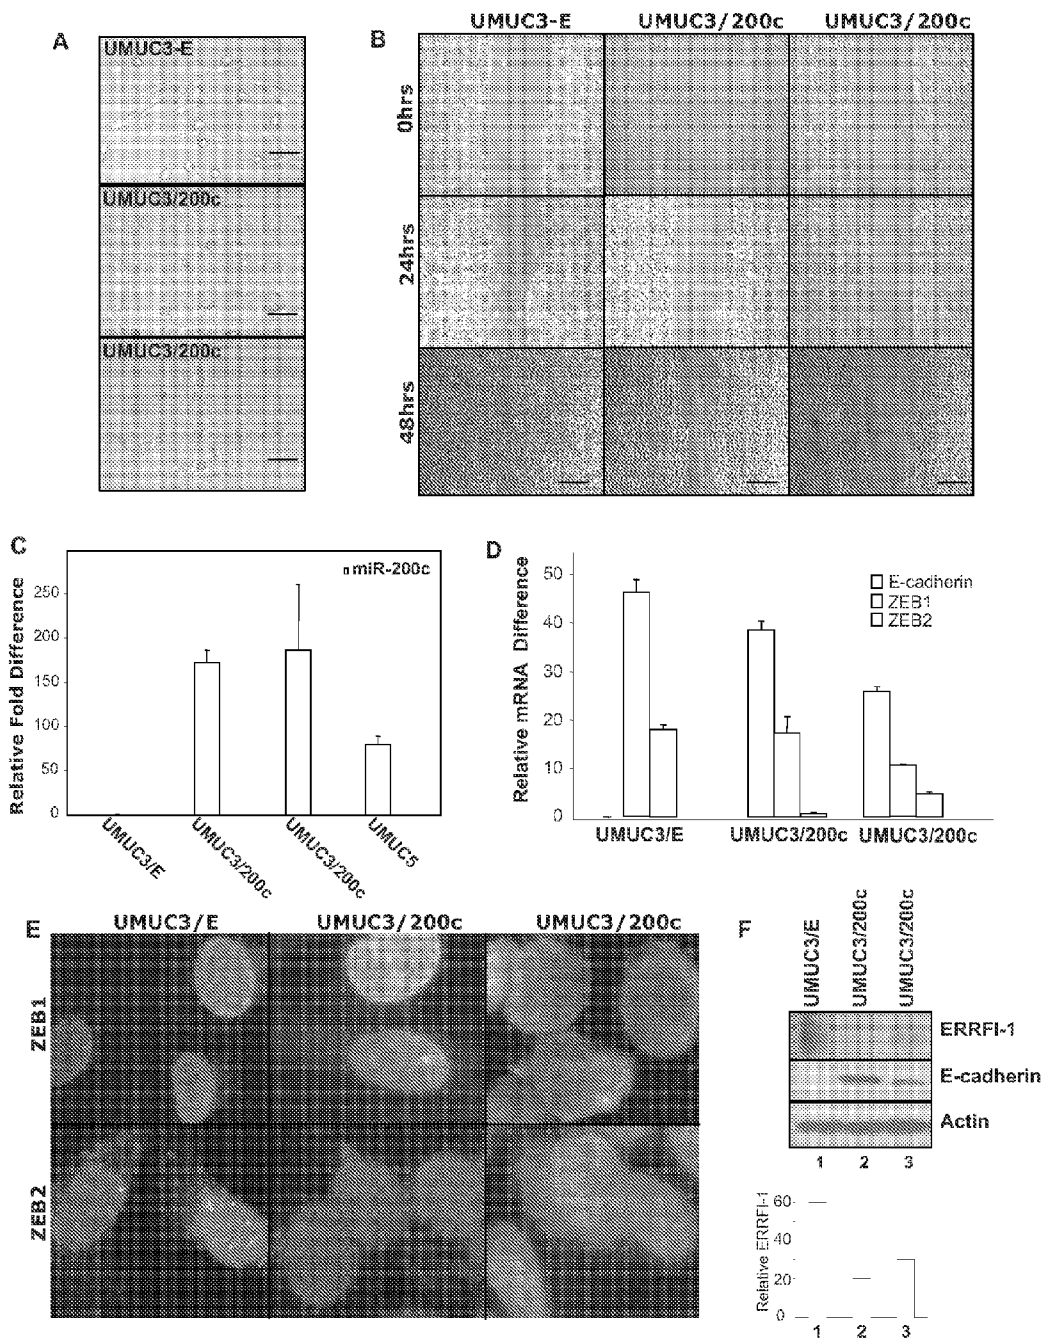 A
UMUC3-E
UMUC3/200c
UMUC3/200c
B
UMUC3-E UMUC3/200c UMUC3/200c
0hrs
24hrs
48hrs
C
Relative Fold Difference
miR-200c
250
200
150
100
50
0
UMUC3/E UMUC3/200c UMUC3/200c UMUC5
D
Relative mRNA Difference
E-cadherin
ZEB1
ZEB2
50
40
30
20
10
0
UMUC3/E UMUC3/200c UMUC3/200c
E
UMUC3/E UMUC3/200c UMUC3/200c
ZEB1
ZEB2
F
UMUC3/E UMUC3/200c UMUC3/200c
ERRFI-1
E-cadherin
Actin
1 2 3
Relative ERRFI-1
60
40
20
0
1 2 3